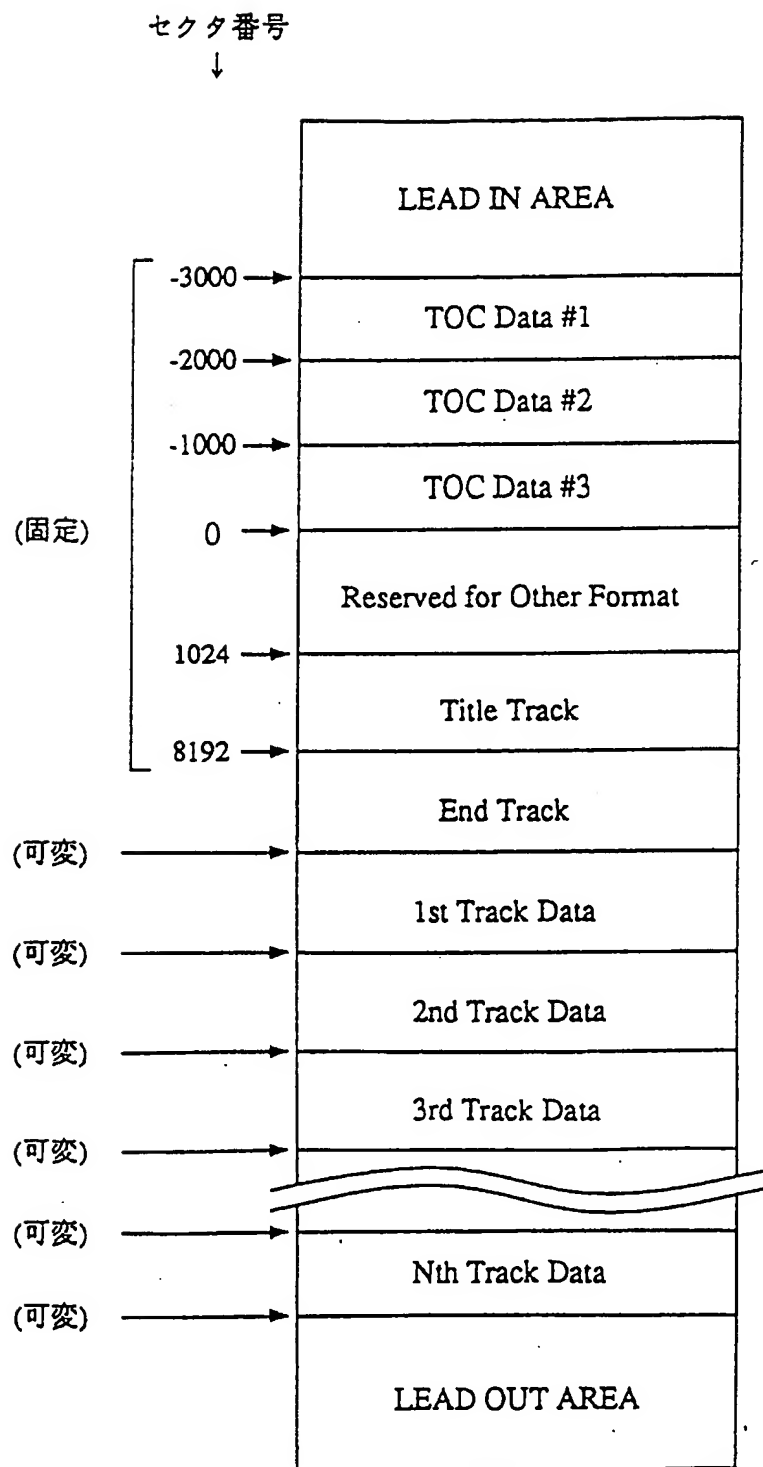 セクタ番号
↓
LEAD IN AREA
-3000
TOC Data #1
-2000
TOC Data #2
-1000
TOC Data #3
(固定)
0
Reserved for Other Format
1024
Title Track
8192
End Track
(可変)
1st Track Data
(可変)
2nd Track Data
(可変)
3rd Track Data
(可変)
(可変)
Nth Track Data
(可変)
LEAD OUT AREA